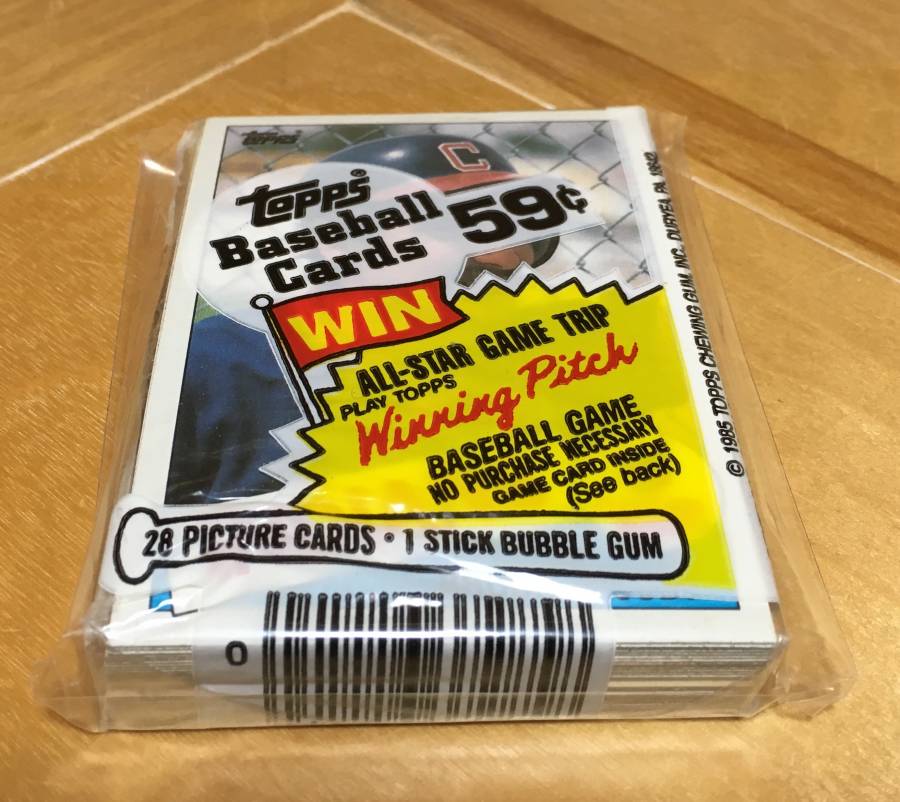 Topps
C
Topps®
Baseball
Cards
59¢
WIN
ALL-STAR GAME TRIP
PLAY TOPPS
Winning Pitch
BASEBALL GAME
NO PURCHASE NECESSARY
GAME CARD INSIDE
(See back)
28 PICTURE CARDS • 1 STICK BUBBLE GUM
0
© 1985 TOPPS CHEWING GUM, INC. DURYEA, PA 18642